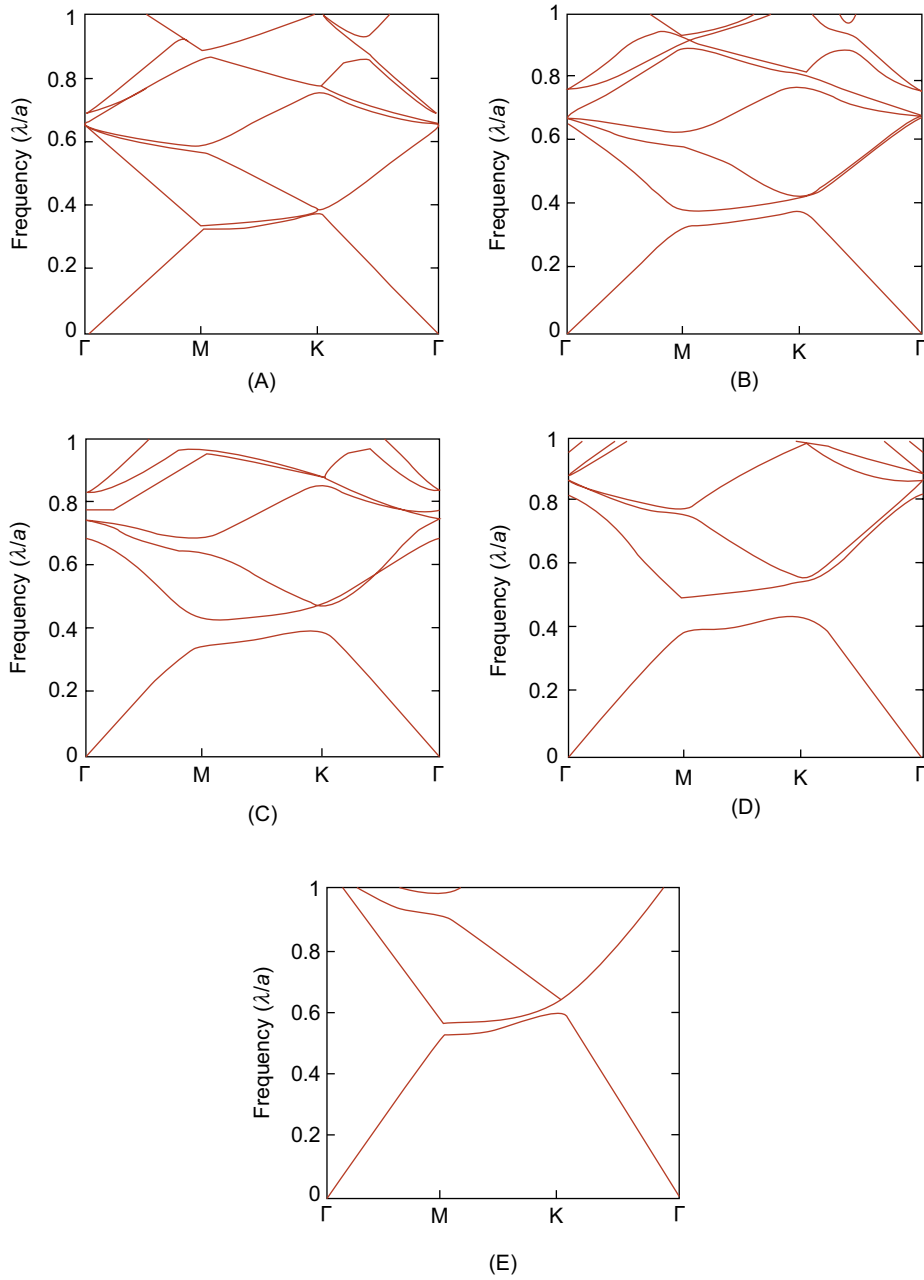 1
0.8
0.6
0.4
0.2
0
Frequency (λ/a)
Γ
M
K
Γ
(A)
1
0.8
0.6
0.4
0.2
0
Frequency (λ/a)
Γ
M
K
Γ
(B)
1
0.8
0.6
0.4
0.2
0
Frequency (λ/a)
Γ
M
K
Γ
(C)
1
0.8
0.6
0.4
0.2
0
Frequency (λ/a)
Γ
M
K
Γ
(D)
1
0.8
0.6
0.4
0.2
0
Frequency (λ/a)
Γ
M
K
Γ
(E)